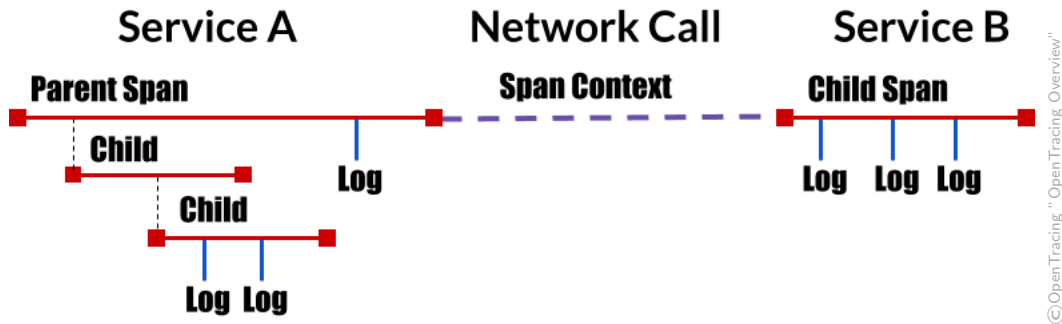 Service A
Network Call
Service B
Parent Span
Span Context
Child Span
Child
Log
Log
Log
Log
Child
Log
Log
©OpenTracing " OpenTracing Overview"